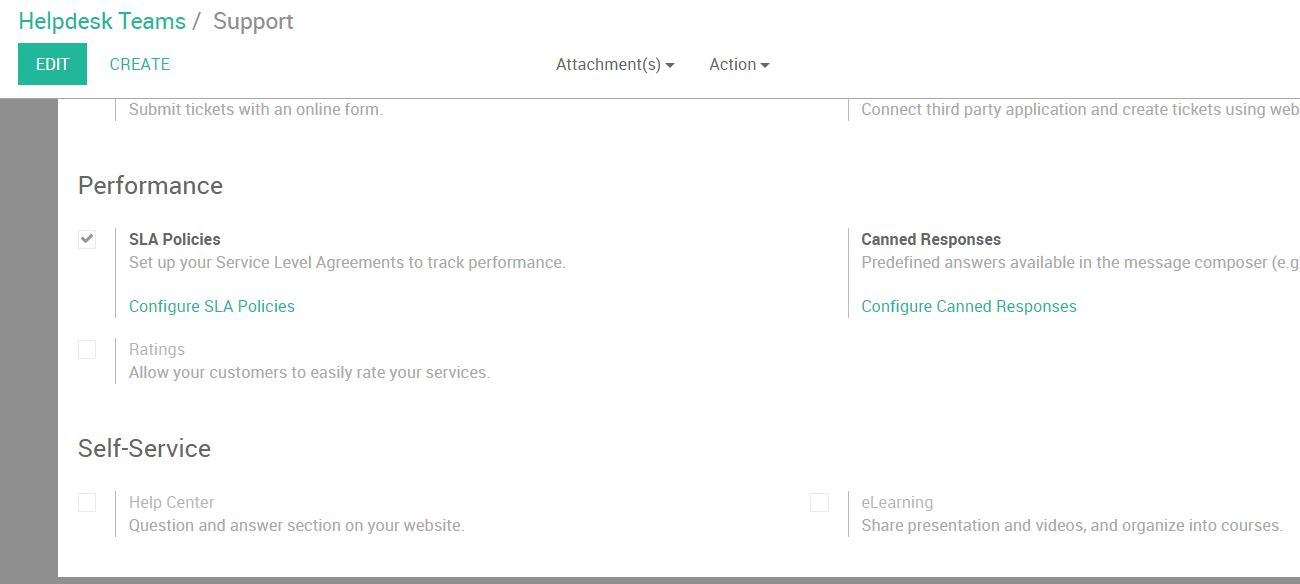 Helpdesk Teams / Support
EDIT CREATE Attachment(s) Action
Submit tickets with an online form.
Connect third party application and create tickets using web
Performance
SLA Policies
Set up your Service Level Agreements to track performance.
Configure SLA Policies
Canned Responses
Predefined answers available in the message composer (e.g
Configure Canned Responses
Ratings
Allow your customers to easily rate your services.
Self-Service
Help Center
Question and answer section on your website.
eLearning
Share presentation and videos, and organize into courses.